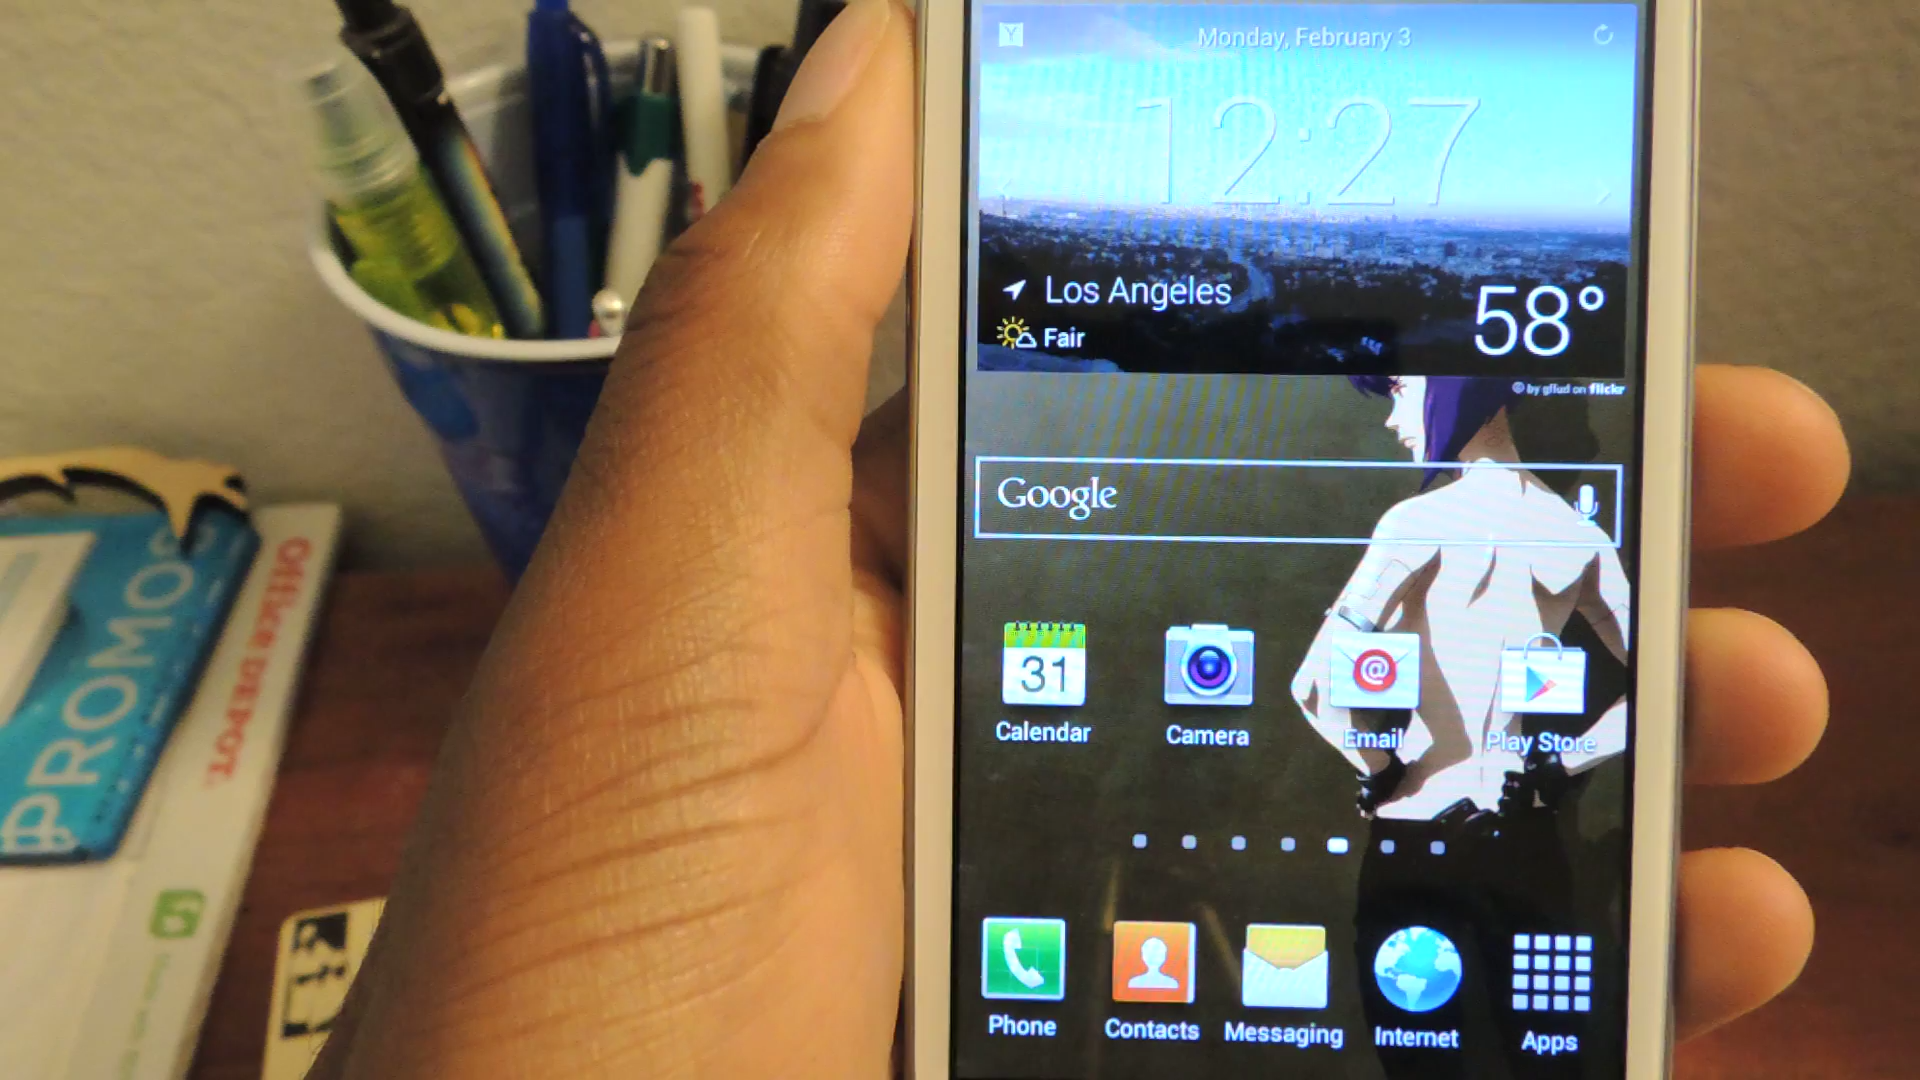 Y
Monday, February 3
12:27
Los Angeles
Fair
58°
© by gflud on flickr
Google
31
@
Calendar
Camera
Email
Play Store
Phone
Contacts
Messaging
Internet
Apps
PROMOS
Office DEPOT.